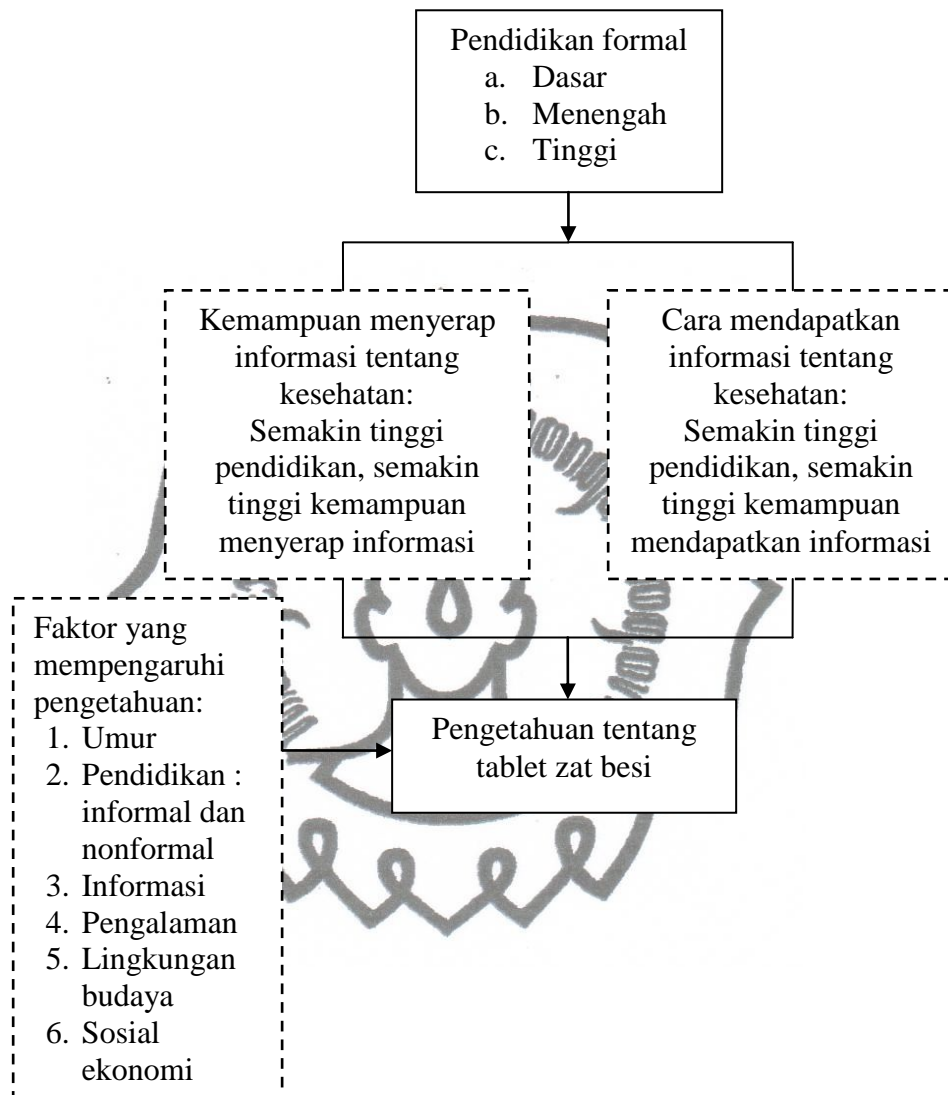 Pendidikan formal
a. Dasar
b. Menengah
c. Tinggi
Kemampuan menyerap
informasi tentang
kesehatan:
Semakin tinggi
pendidikan, semakin
tinggi kemampuan
menyerap informasi
Cara mendapatkan
informasi tentang
kesehatan:
Semakin tinggi
pendidikan, semakin
tinggi kemampuan
mendapatkan informasi
Faktor yang
mempengaruhi
pengetahuan:
1. Umur
2. Pendidikan :
informal dan
nonformal
3. Informasi
4. Pengalaman
5. Lingkungan
budaya
6. Sosial
ekonomi
Pengetahuan tentang
tablet zat besi